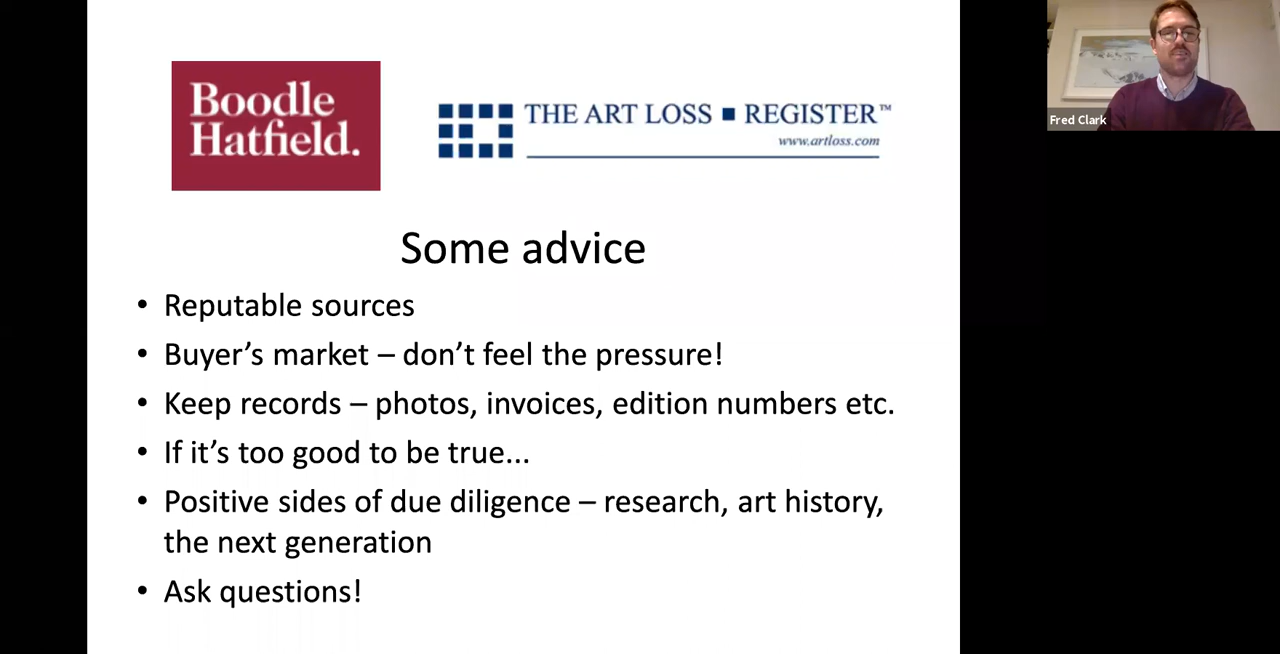 Boodle
Hatfield.
THE ART LOSS ■ REGISTER™
www.artloss.com
Fred Clark
Some advice
• Reputable sources
• Buyer’s market – don’t feel the pressure!
• Keep records – photos, invoices, edition numbers etc.
• If it’s too good to be true...
• Positive sides of due diligence – research, art history,
the next generation
• Ask questions!